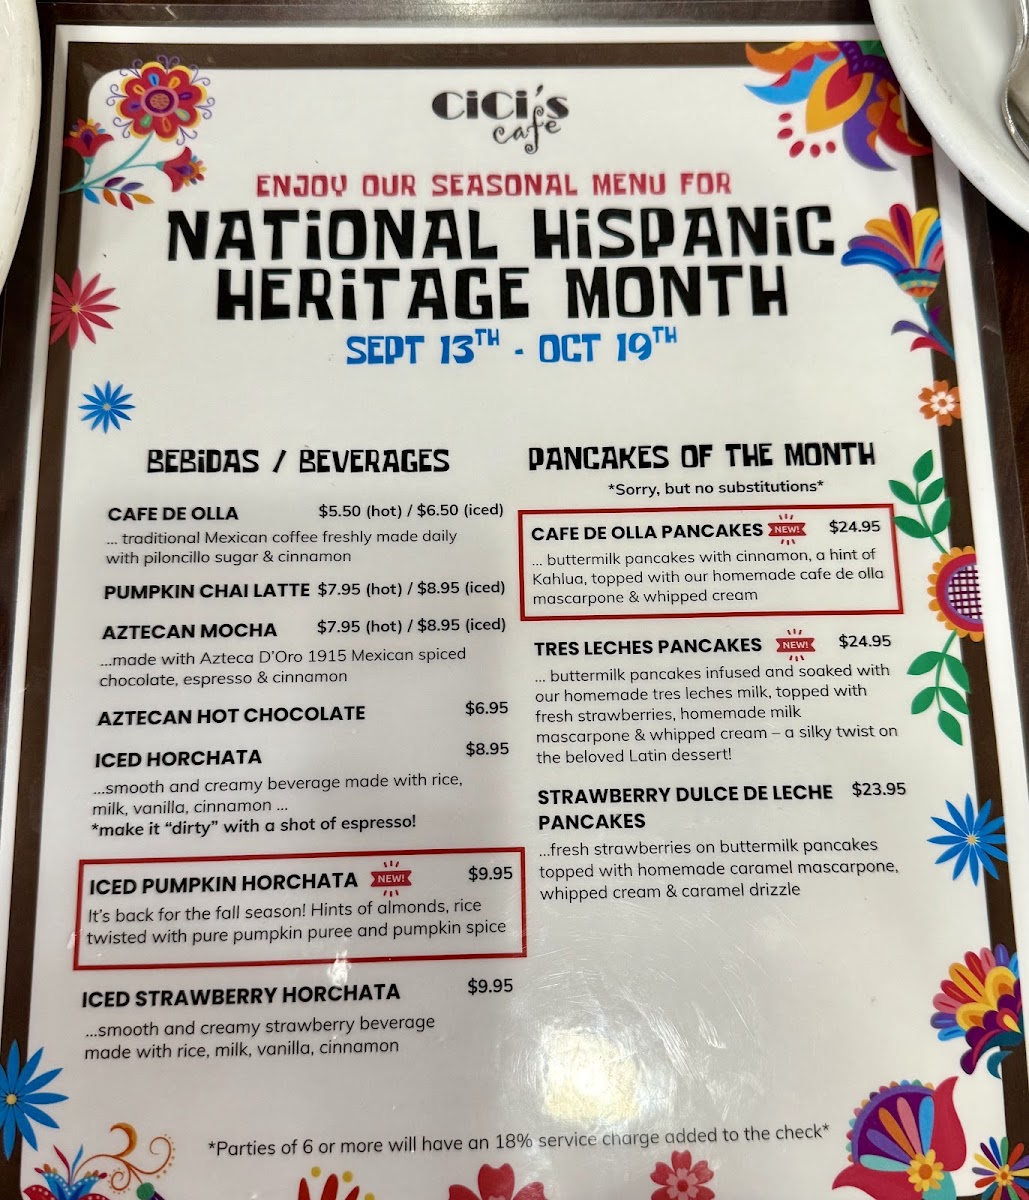 CiCi's
cafe
ENJOY OUR SEASONAL MENU FOR
NATiONAL HiSPANiC
HERiTAGE MONTH
SEPT 13TH - OCT 19TH
BEBiDAS / BEVERAGES
CAFE DE OLLA $5.50 (hot) / $6.50 (iced)
... traditional Mexican coffee freshly made daily
with piloncillo sugar & cinnamon
PUMPKIN CHAI LATTE $7.95 (hot) / $8.95 (iced)
AZTECAN MOCHA $7.95 (hot) / $8.95 (iced)
...made with Azteca D'Oro 1915 Mexican spiced
chocolate, espresso & cinnamon
AZTECAN HOT CHOCOLATE $6.95
ICED HORCHATA $8.95
...smooth and creamy beverage made with rice,
milk, vanilla, cinnamon ...
*make it "dirty" with a shot of espresso!
ICED PUMPKIN HORCHATA NEW! $9.95
It's back for the fall season! Hints of almonds, rice
twisted with pure pumpkin puree and pumpkin spice
ICED STRAWBERRY HORCHATA $9.95
...smooth and creamy strawberry beverage
made with rice, milk, vanilla, cinnamon
PANCAKES OF THE MONTH
*Sorry, but no substitutions*
CAFE DE OLLA PANCAKES NEW! $24.95
... buttermilk pancakes with cinnamon, a hint of
Kahlua, topped with our homemade cafe de olla
mascarpone & whipped cream
TRES LECHES PANCAKES NEW! $24.95
... buttermilk pancakes infused and soaked with
our homemade tres leches milk, topped with
fresh strawberries, homemade milk
mascarpone & whipped cream – a silky twist on
the beloved Latin dessert!
STRAWBERRY DULCE DE LECHE $23.95
PANCAKES
...fresh strawberries on buttermilk pancakes
topped with homemade caramel mascarpone,
whipped cream & caramel drizzle
*Parties of 6 or more will have an 18% service charge added to the check*